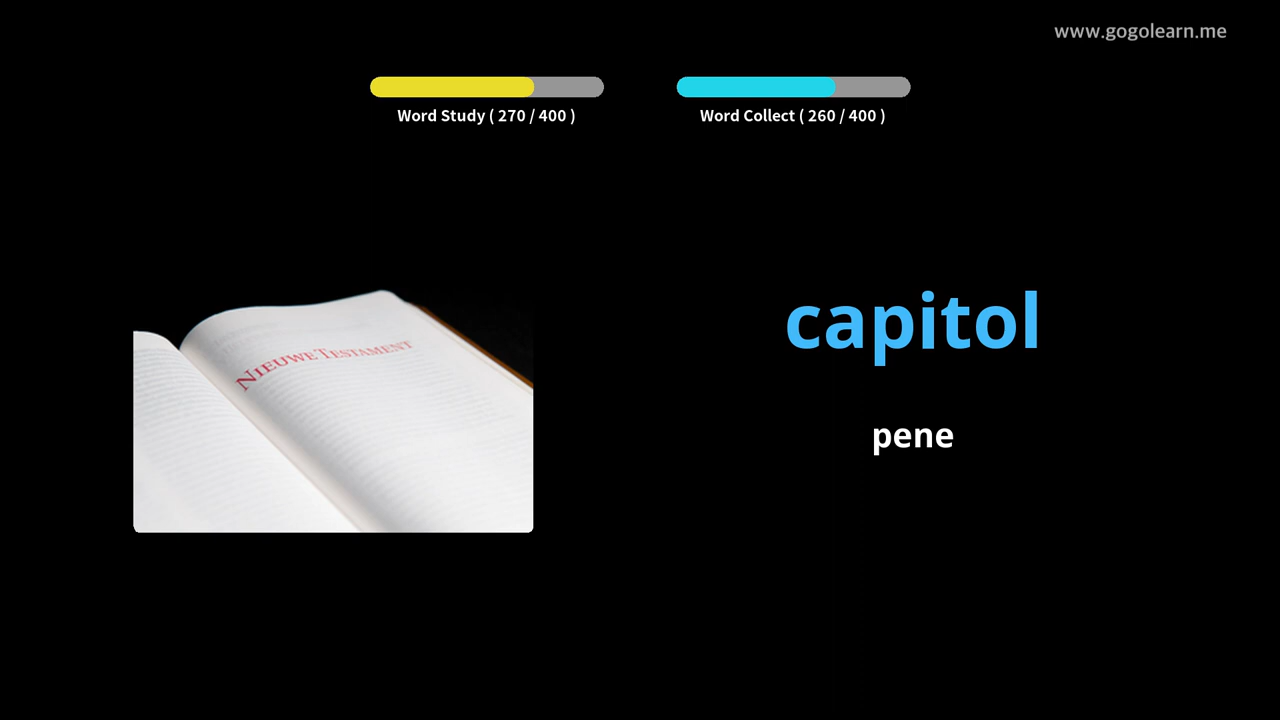 www.gogolearn.me
Word Study ( 270 / 400 )
Word Collect ( 260 / 400 )
NIEUWE TESTAMENT
capitol
pene